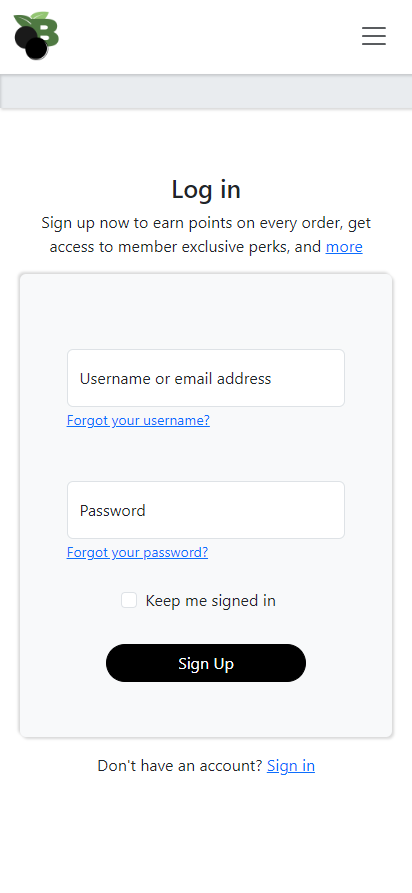 B
Log in
Sign up now to earn points on every order, get
access to member exclusive perks, and more
Username or email address
Forgot your username?
Password
Forgot your password?
Keep me signed in
Sign Up
Don't have an account? Sign in